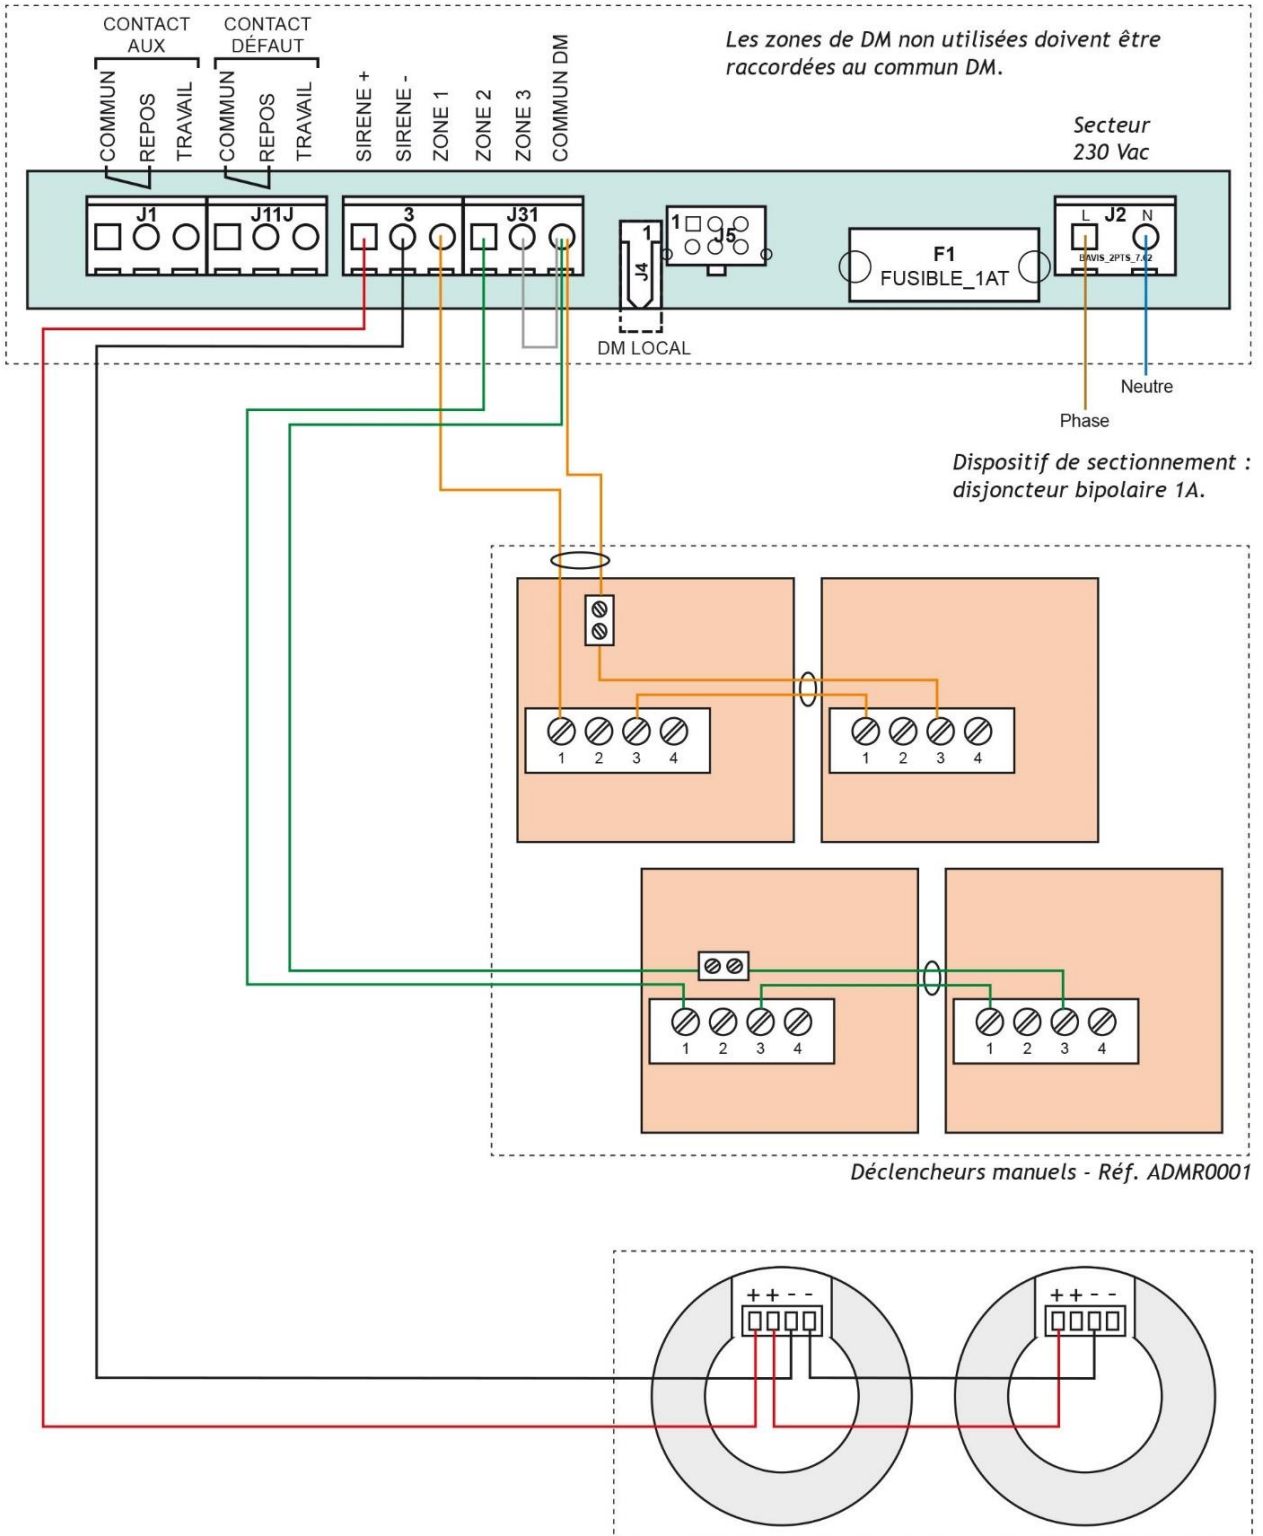 CONTACT
AUX
CONTACT
DÉFAUT
Les zones de DM non utilisées doivent être
raccordées au commun DM.
COMMUN
REPOS
TRAVAIL
COMMUN
REPOS
TRAVAIL
SIRENE +
SIRENE -
ZONE 1
ZONE 2
ZONE 3
COMMUN DM
Secteur
230 Vac
J1
J11J
3
J31
1
J4
1
J5
F1
FUSIBLE_1AT
L
J2
N
BAVIS_2PTS_7.62
DM LOCAL
Neutre
Phase
Dispositif de sectionnement :
disjoncteur bipolaire 1A.
1 2 3 4
1 2 3 4
1 2 3 4
1 2 3 4
Déclencheurs manuels - Réf. ADMR0001
+ + - -
+ + - -